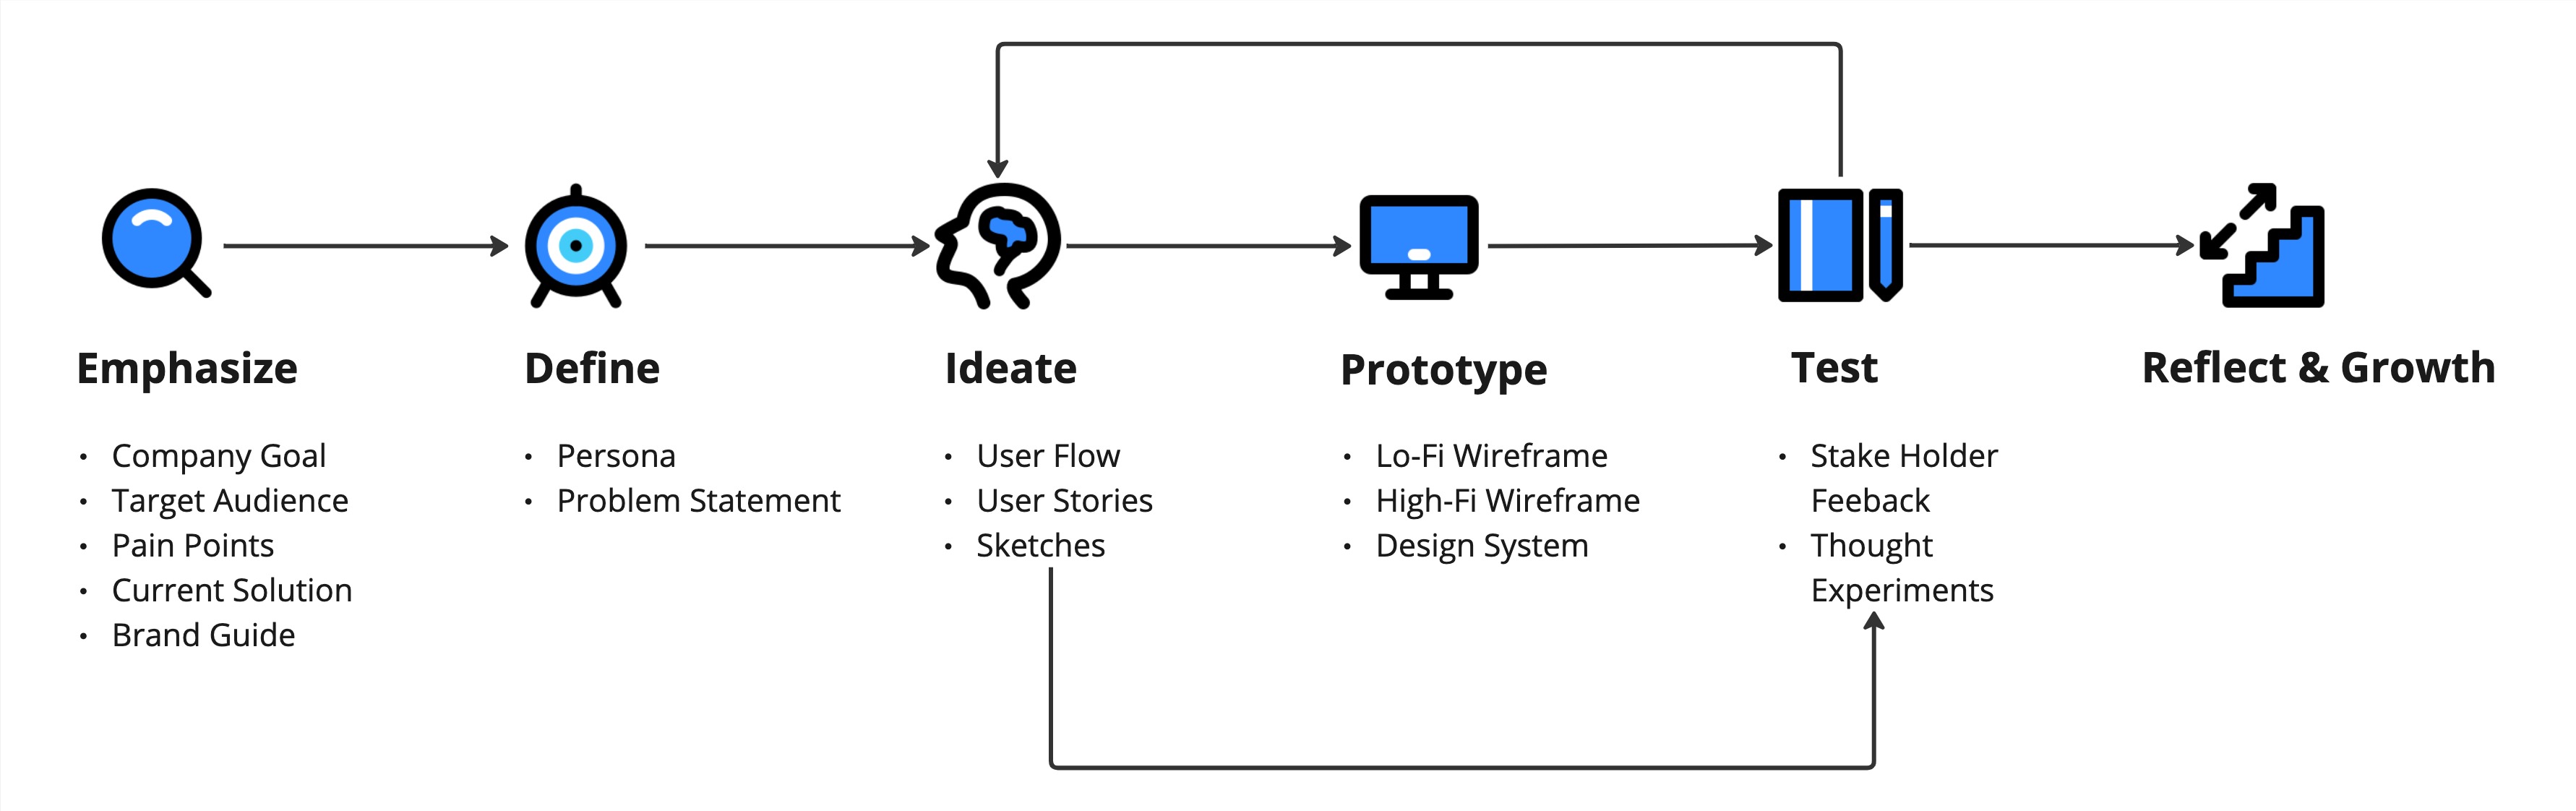 Emphasize
• Company Goal
• Target Audience
• Pain Points
• Current Solution
• Brand Guide
Define
• Persona
• Problem Statement
Ideate
• User Flow
• User Stories
• Sketches
Prototype
• Lo-Fi Wireframe
• High-Fi Wireframe
• Design System
Test
• Stake Holder
Feeback
• Thought
Experiments
Reflect & Growth